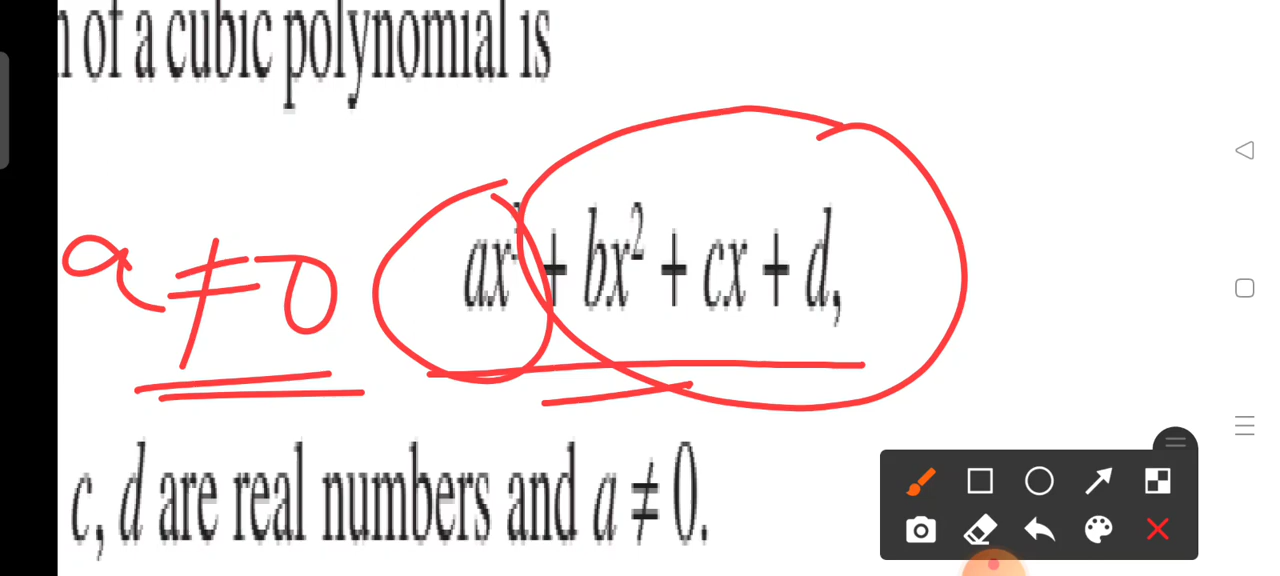 of a cubic polynomial is
a ≠ 0
ax³ + bx² + cx + d,
c, d are real numbers and a ≠ 0.